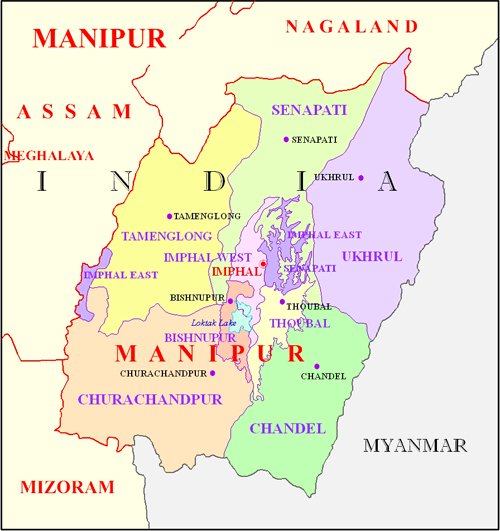 NAGALAND
MANIPUR
ASSAM
SENAPATI
SENAPATI
MEGHALAYA
INDIA
UKHRUL
TAMENGLONG
TAMENGLONG
IMPHAL EAST
IMPHAL WEST
UKHRUL
IMPHAL
SENAPATI
IMPHAL EAST
BISHNUPUR
THOUBAL
Loktak Lake
THOUBAL
BISHNUPUR
MANIPUR
CHURACHANDPUR
CHANDEL
CHURACHANDPUR
CHANDEL
MYANMAR
MIZORAM